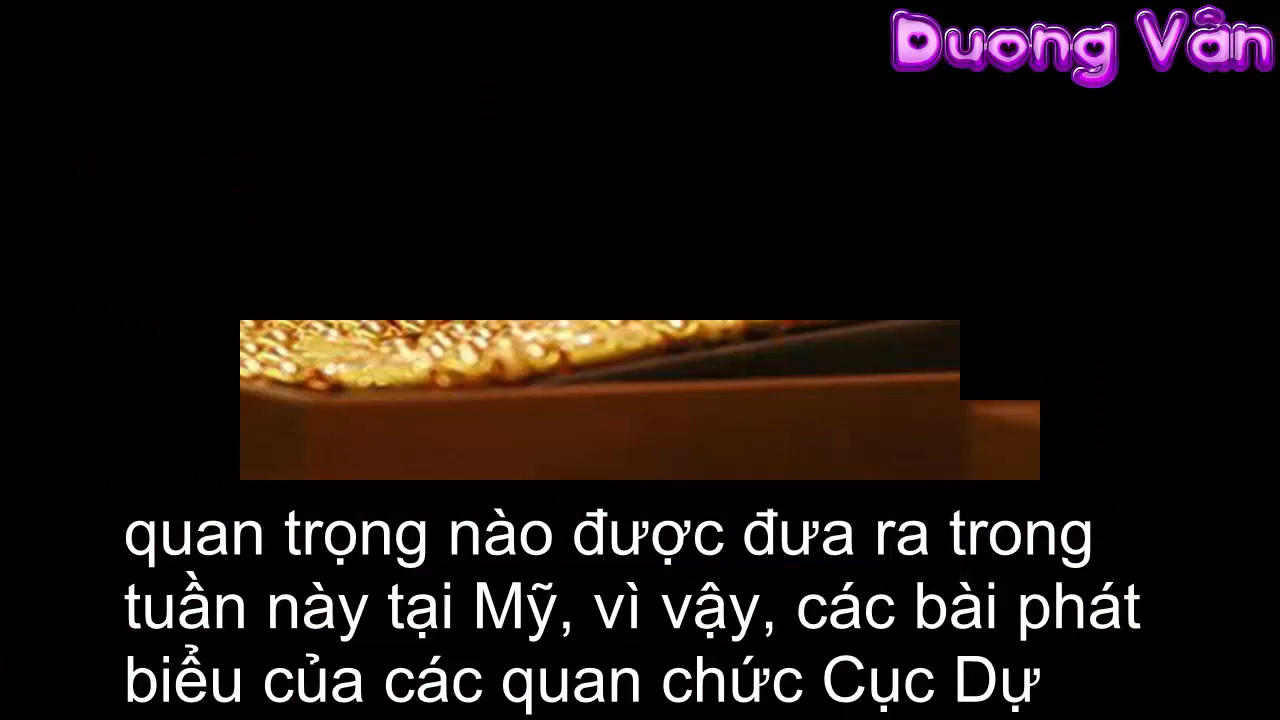 Duong Vân
quan trọng nào được đưa ra trong
tuần này tại Mỹ, vì vậy, các bài phát
biểu của các quan chức Cục Dự